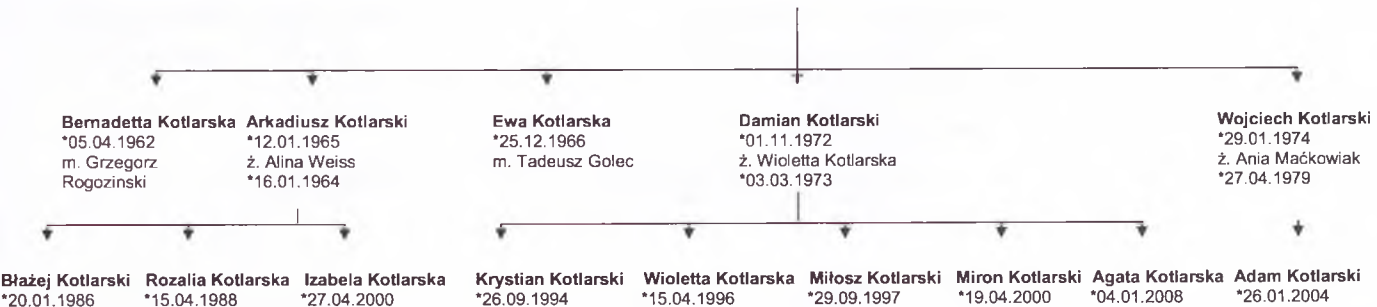 Bernadetta Kotlarska
*05.04.1962
m. Grzegorz
Rogozinski
Arkadiusz Kotlarski
*12.01.1965
ż. Alina Weiss
*16.01.1964
Ewa Kotlarska
*25.12.1966
m. Tadeusz Golec
Damian Kotlarski
*01.11.1972
ż. Wioletta Kotlarska
*03.03.1973
Wojciech Kotlarski
*29.01.1974
ż. Ania Maćkowiak
*27.04.1979
Błażej Kotlarski
*20.01.1986
Rozalia Kotlarska
*15.04.1988
Izabela Kotlarska
*27.04.2000
Krystian Kotlarski
*26.09.1994
Wioletta Kotlarska
*15.04.1996
Miłosz Kotlarski
*29.09.1997
Miron Kotlarski
*19.04.2000
Agata Kotlarska
*04.01.2008
Adam Kotlarski
*26.01.2004